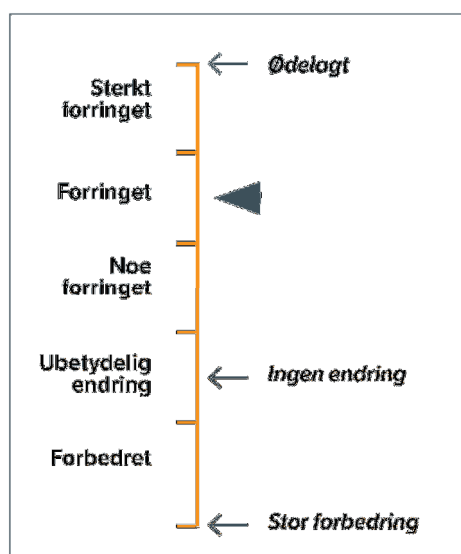 Ødelagt
Sterkt
forringet
Forringet
Noe
forringet
Ubetydelig
endring
Ingen endring
Forbedret
Stor forbedring